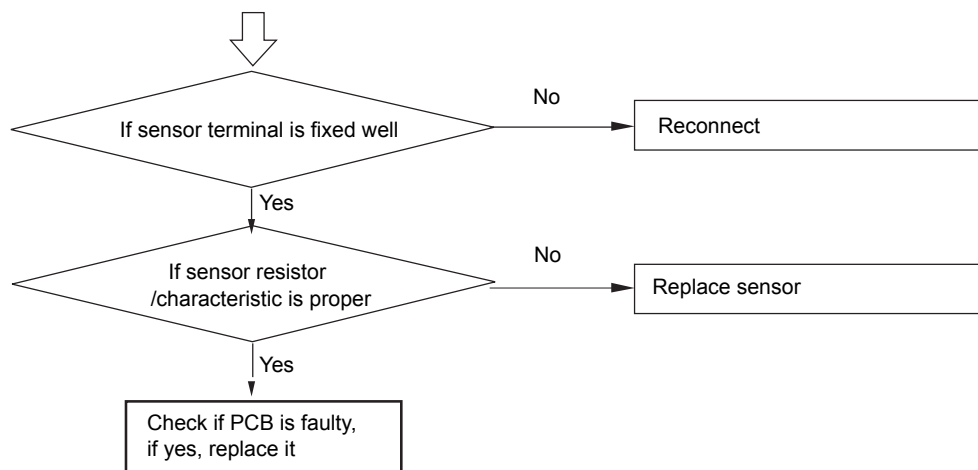 If sensor terminal is fixed well
No
Reconnect
Yes
If sensor resistor
/characteristic is proper
No
Replace sensor
Yes
Check if PCB is faulty,
if yes, replace it